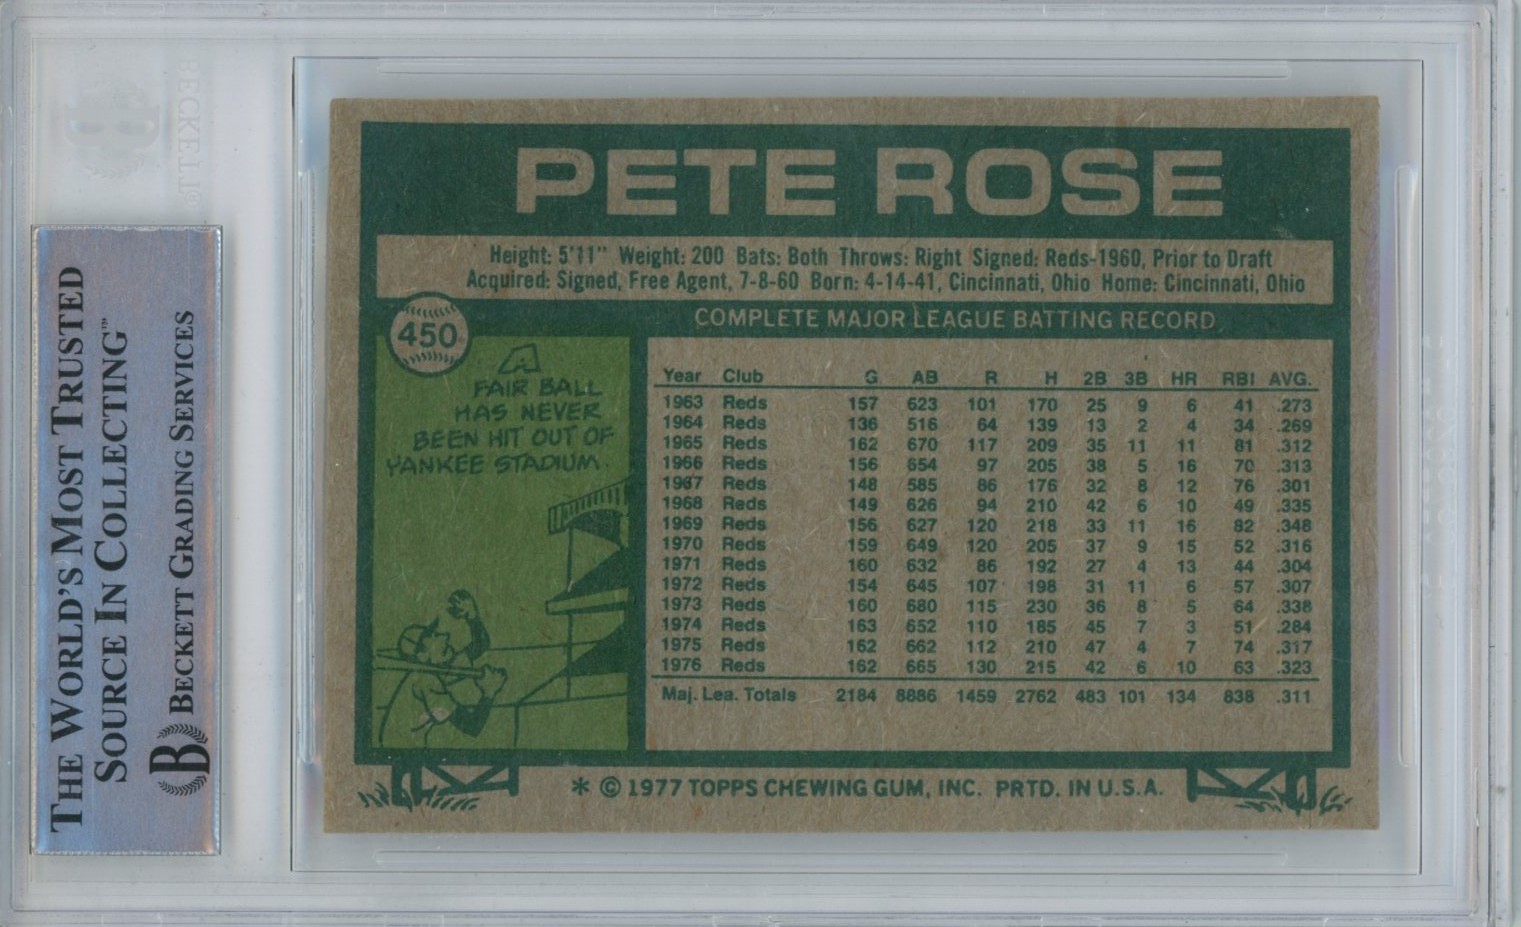 THE WORLD'S MOST TRUSTED
SOURCE IN COLLECTING™
B BECKETT GRADING SERVICES
BECKETT®
PETE ROSE
Height: 5'11" Weight: 200 Bats: Both Throws: Right Signed: Reds-1960, Prior to Draft
Acquired: Signed, Free Agent, 7-8-60 Born: 4-14-41, Cincinnati, Ohio Home: Cincinnati, Ohio
450
A
FAIR BALL
HAS NEVER
BEEN HIT OUT OF
YANKEE STADIUM.
COMPLETE MAJOR LEAGUE BATTING RECORD
Year Club G AB R H 2B 3B HR RBI AVG.
1963 Reds 157 623 101 170 25 9 6 41 .273
1964 Reds 136 516 64 139 13 2 4 34 .269
1965 Reds 162 670 117 209 35 11 11 81 .312
1966 Reds 156 654 97 205 38 5 16 70 .313
1967 Reds 148 585 86 176 32 8 12 76 .301
1968 Reds 149 626 94 210 42 6 10 49 .335
1969 Reds 156 627 120 218 33 11 16 82 .348
1970 Reds 159 649 120 205 37 9 15 52 .316
1971 Reds 160 632 86 192 27 4 13 44 .304
1972 Reds 154 645 107 198 31 11 6 57 .307
1973 Reds 160 680 115 230 36 8 5 64 .338
1974 Reds 163 652 110 185 45 7 3 51 .284
1975 Reds 162 662 112 210 47 4 7 74 .317
1976 Reds 162 665 130 215 42 6 10 63 .323
Maj. Lea. Totals 2184 8886 1459 2762 483 101 134 838 .311
* © 1977 TOPPS CHEWING GUM, INC. PRTD. IN U.S.A.